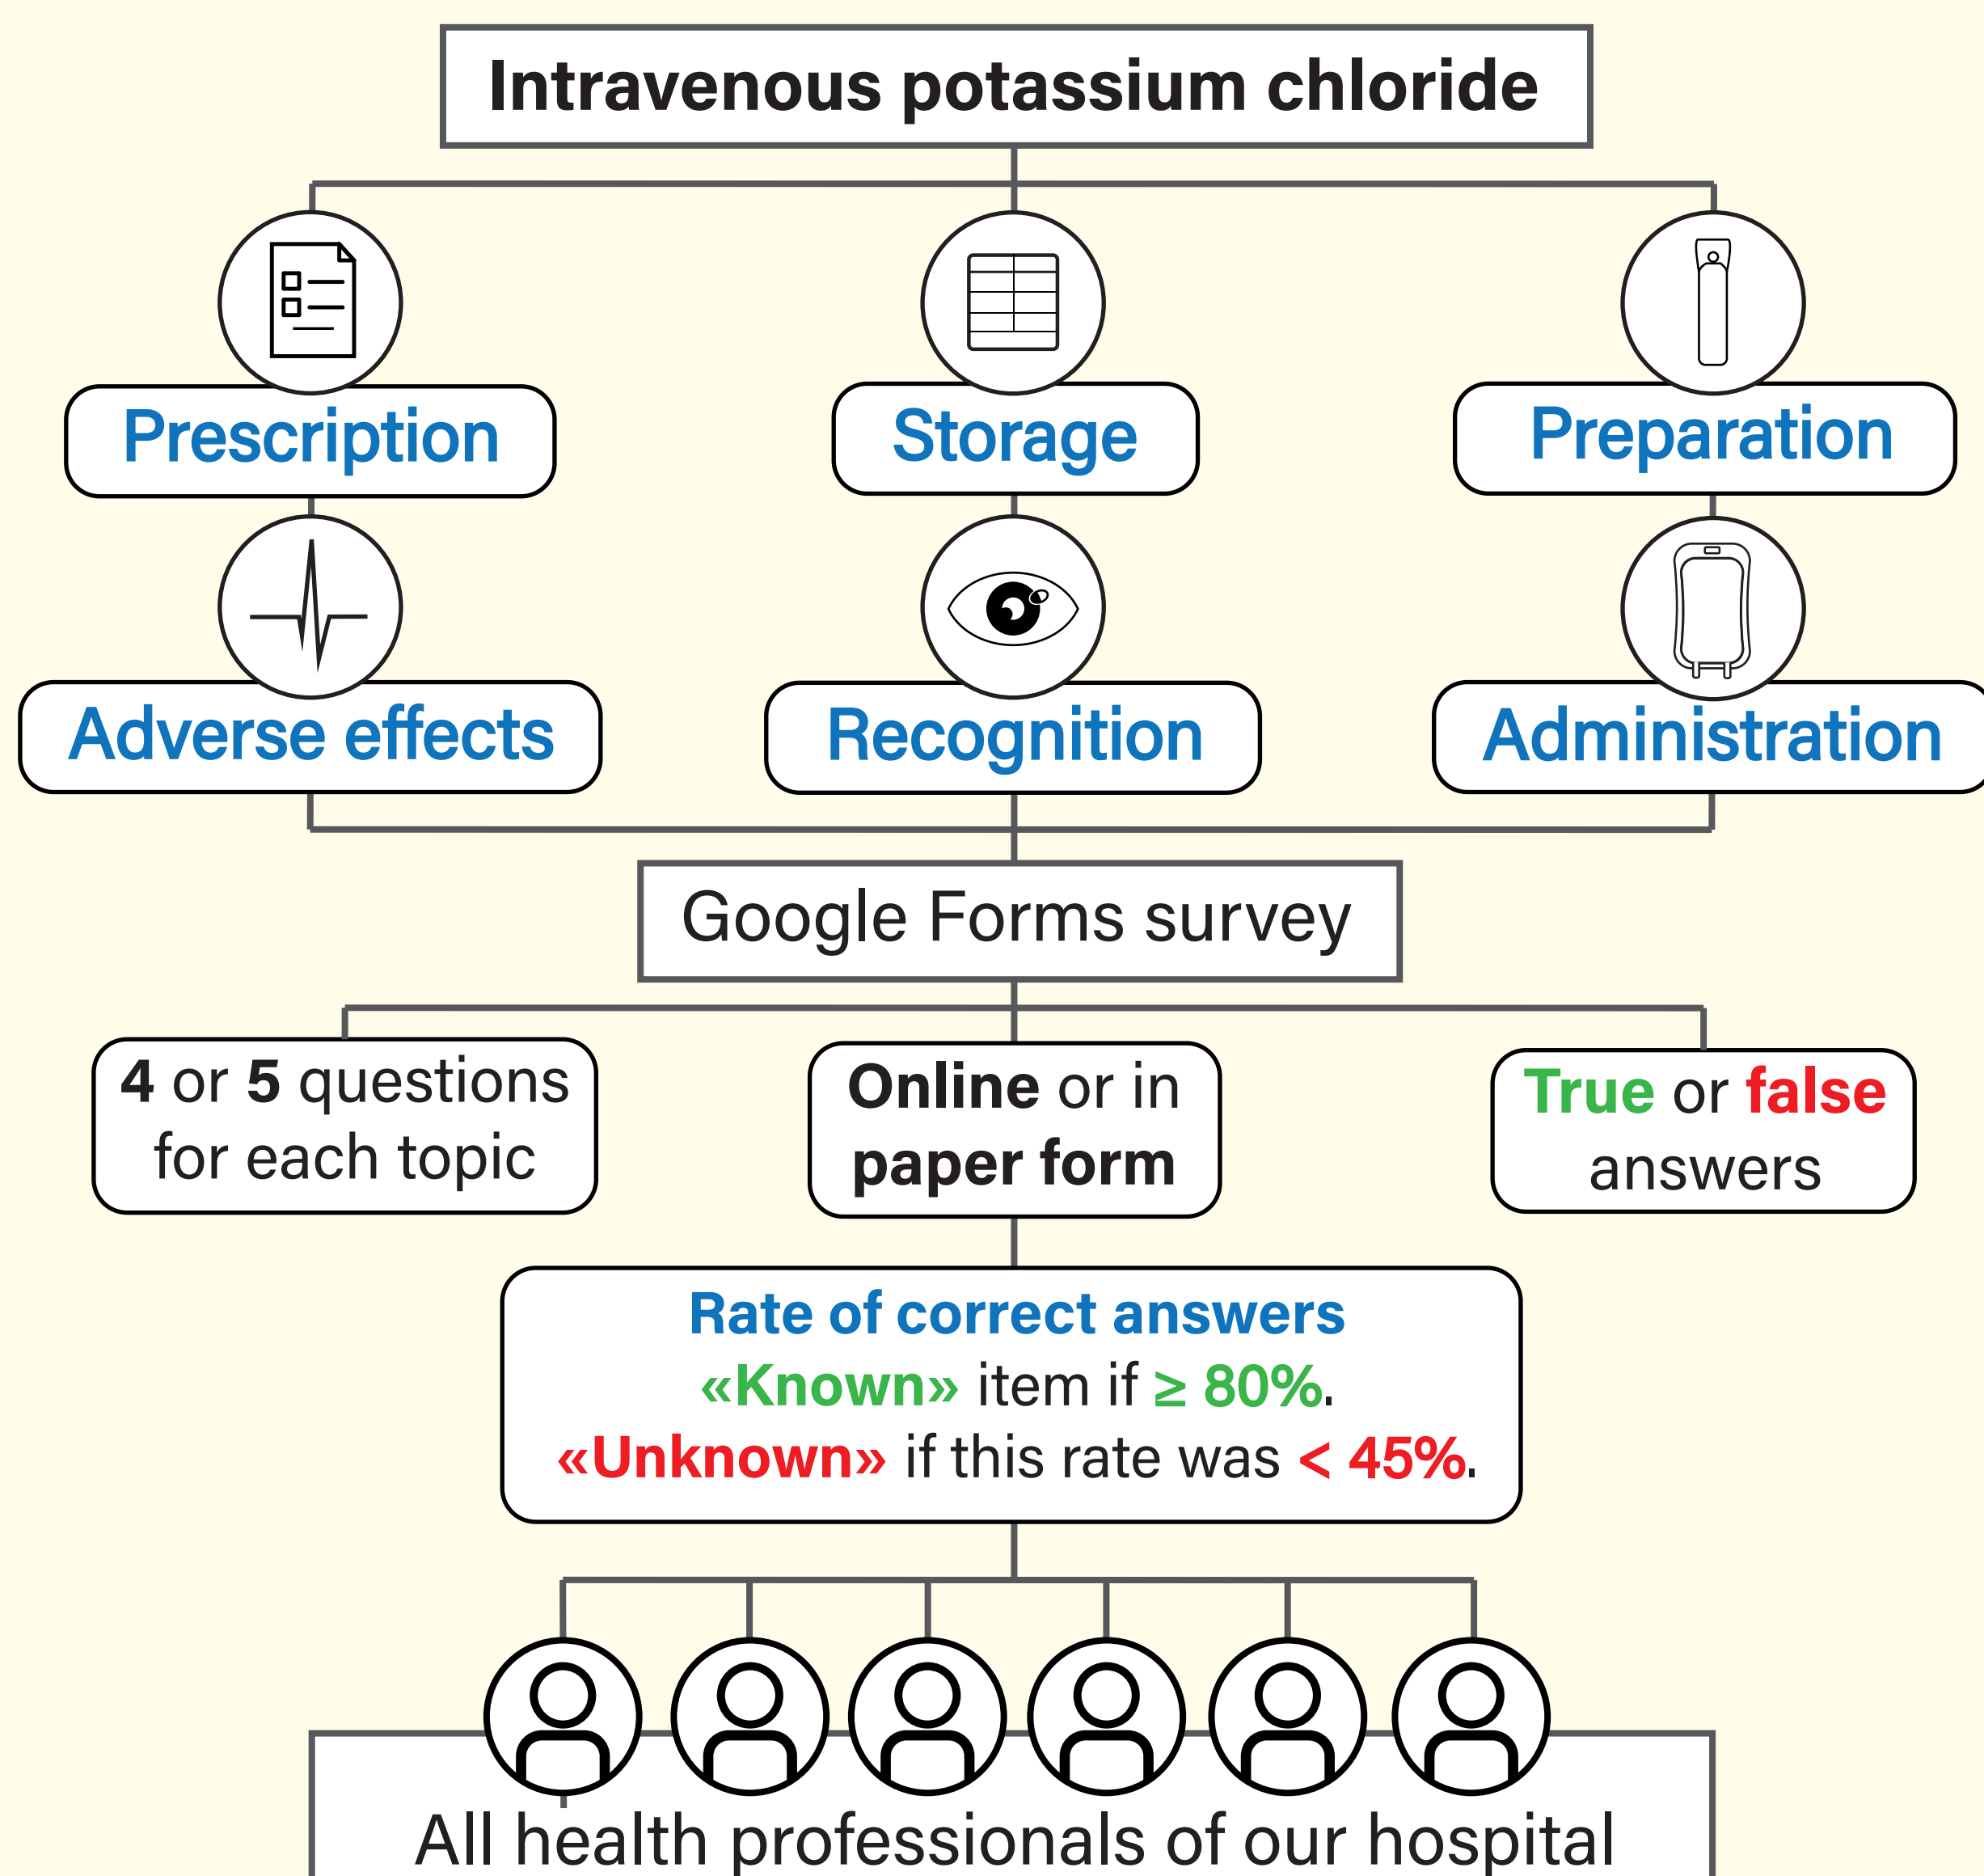 Intravenous potassium chloride
Prescription
Storage
Preparation
Adverse effects
Recognition
Administration
Google Forms survey
4 or 5 questions
for each topic
Online or in
paper form
True or false
answers
Rate of correct answers
«Known» item if ≥ 80%.
«Unknown» if this rate was < 45%.
All health professionals of our hospital